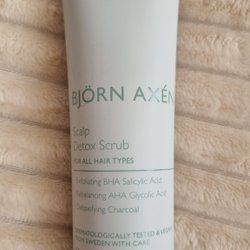 BJÖRN AXÉN
Scalp
Detox Scrub
FOR ALL HAIR TYPES
Exfoliating BHA Salicylic Acid
Rebalancing AHA Glycolic Acid
Detoxifying Charcoal
DERMATOLOGICALLY TESTED & VEGAN
FROM SWEDEN WITH CARE